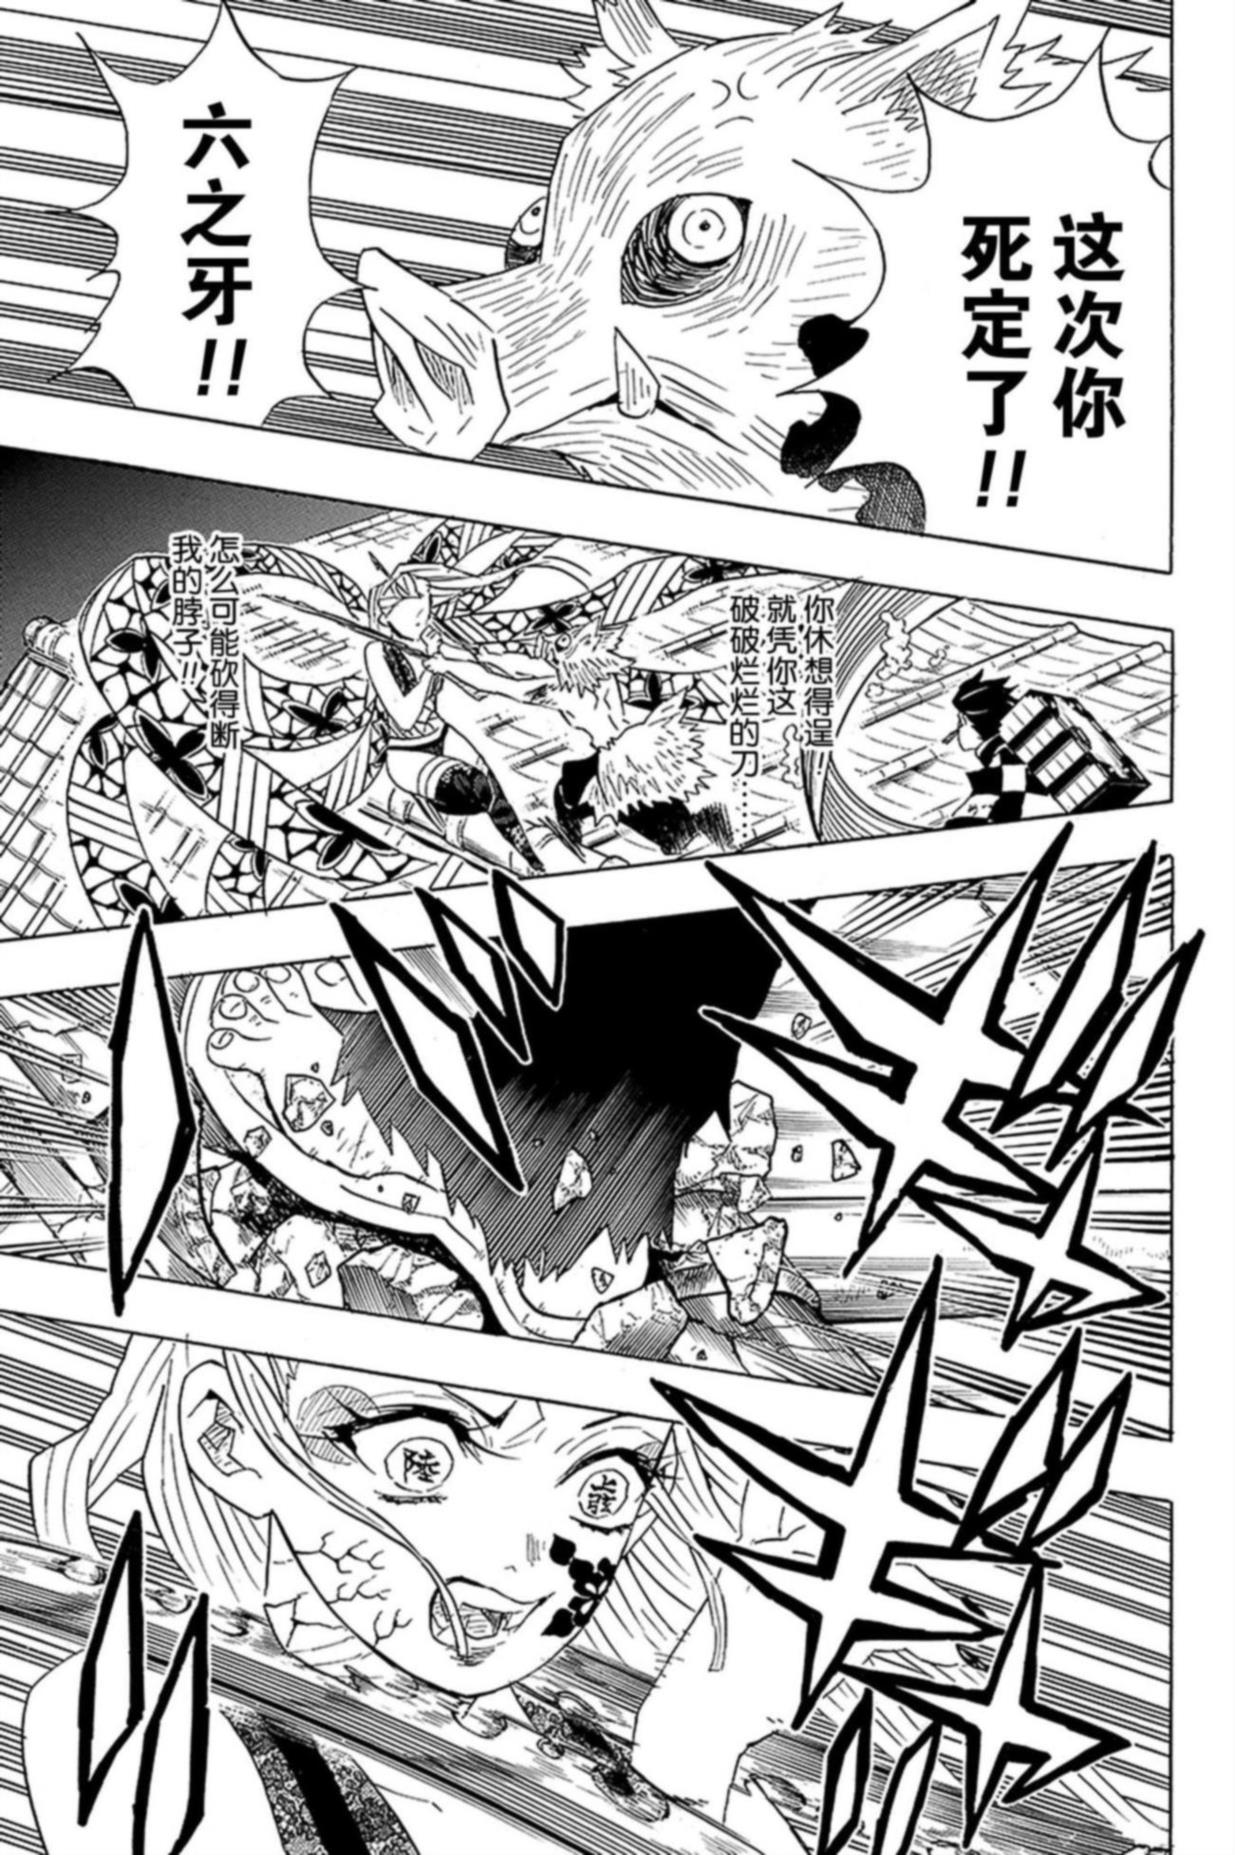 这次你
死定了!!
六之牙!!
你休想得逞!
就凭你这
破破烂烂的刀……
怎么可能砍得断
我的脖子!!
陸
上弦